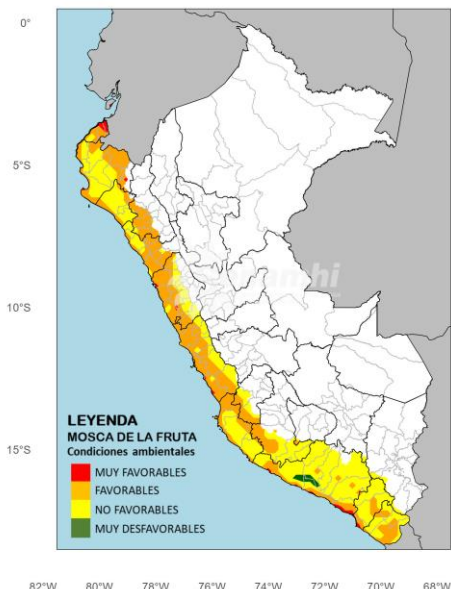 0°
5°S
10°S
15°S
LEYENDA
MOSCA DE LA FRUTA
Condiciones ambientales
MUY FAVORABLES
FAVORABLES
NO FAVORABLES
MUY DESFAVORABLES
82°W 80°W 78°W 76°W 74°W 72°W 70°W 68°W